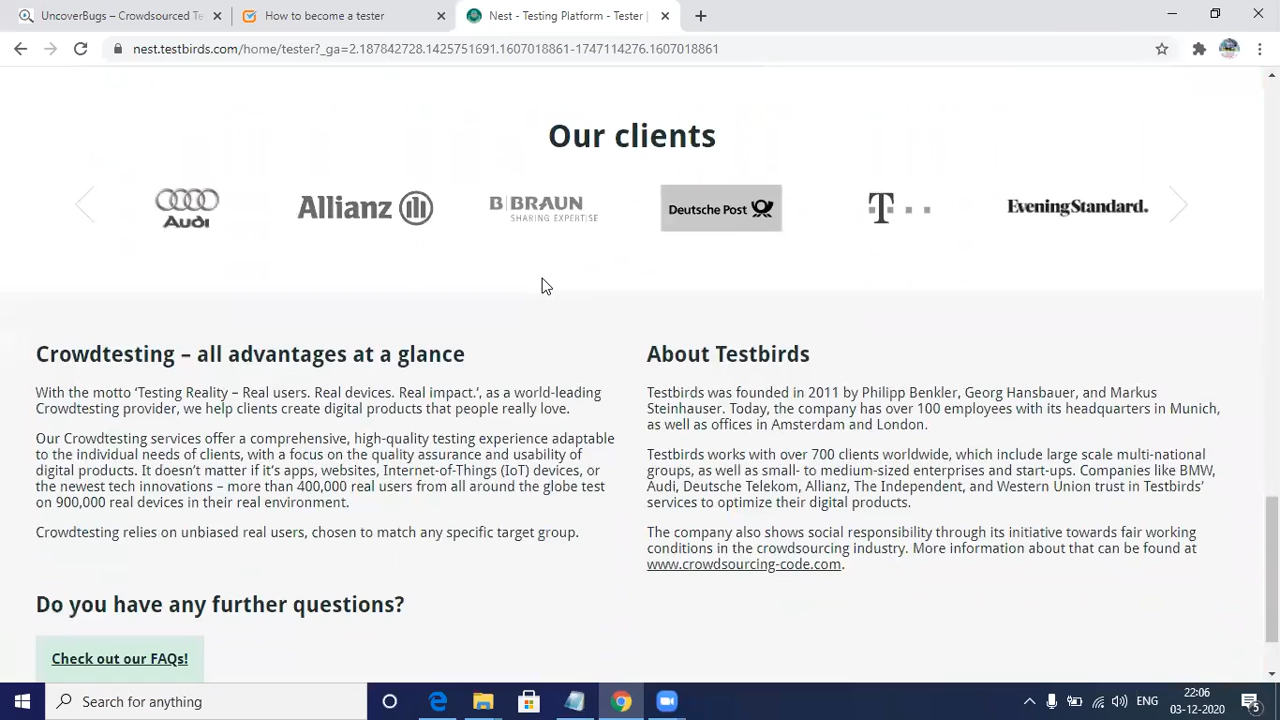 UncoverBugs – Crowdsourced Te
How to become a tester
Nest - Testing Platform - Tester |
nest.testbirds.com/home/tester?_ga=2.187842728.1425751691.1607018861-1747114276.1607018861
Our clients
Audi
Allianz
B|BRAUN
SHARING EXPERTISE
Deutsche Post
T
Evening Standard.
Crowdtesting – all advantages at a glance
With the motto ‘Testing Reality – Real users. Real devices. Real impact.’, as a world-leading
Crowdtesting provider, we help clients create digital products that people really love.
Our Crowdtesting services offer a comprehensive, high-quality testing experience adaptable
to the individual needs of clients, with a focus on the quality assurance and usability of
digital products. It doesn’t matter if it’s apps, websites, Internet-of-Things (IoT) devices, or
the newest tech innovations – more than 400,000 real users from all around the globe test
on 900,000 real devices in their real environment.
Crowdtesting relies on unbiased real users, chosen to match any specific target group.
About Testbirds
Testbirds was founded in 2011 by Philipp Benkler, Georg Hansbauer, and Markus
Steinhauser. Today, the company has over 100 employees with its headquarters in Munich,
as well as offices in Amsterdam and London.
Testbirds works with over 700 clients worldwide, which include large scale multi-national
groups, as well as small- to medium-sized enterprises and start-ups. Companies like BMW,
Audi, Deutsche Telekom, Allianz, The Independent, and Western Union trust in Testbirds’
services to optimize their digital products.
The company also shows social responsibility through its initiative towards fair working
conditions in the crowdsourcing industry. More information about that can be found at
www.crowdsourcing-code.com.
Do you have any further questions?
Check out our FAQs!
Search for anything
ENG
22:06
03-12-2020
5